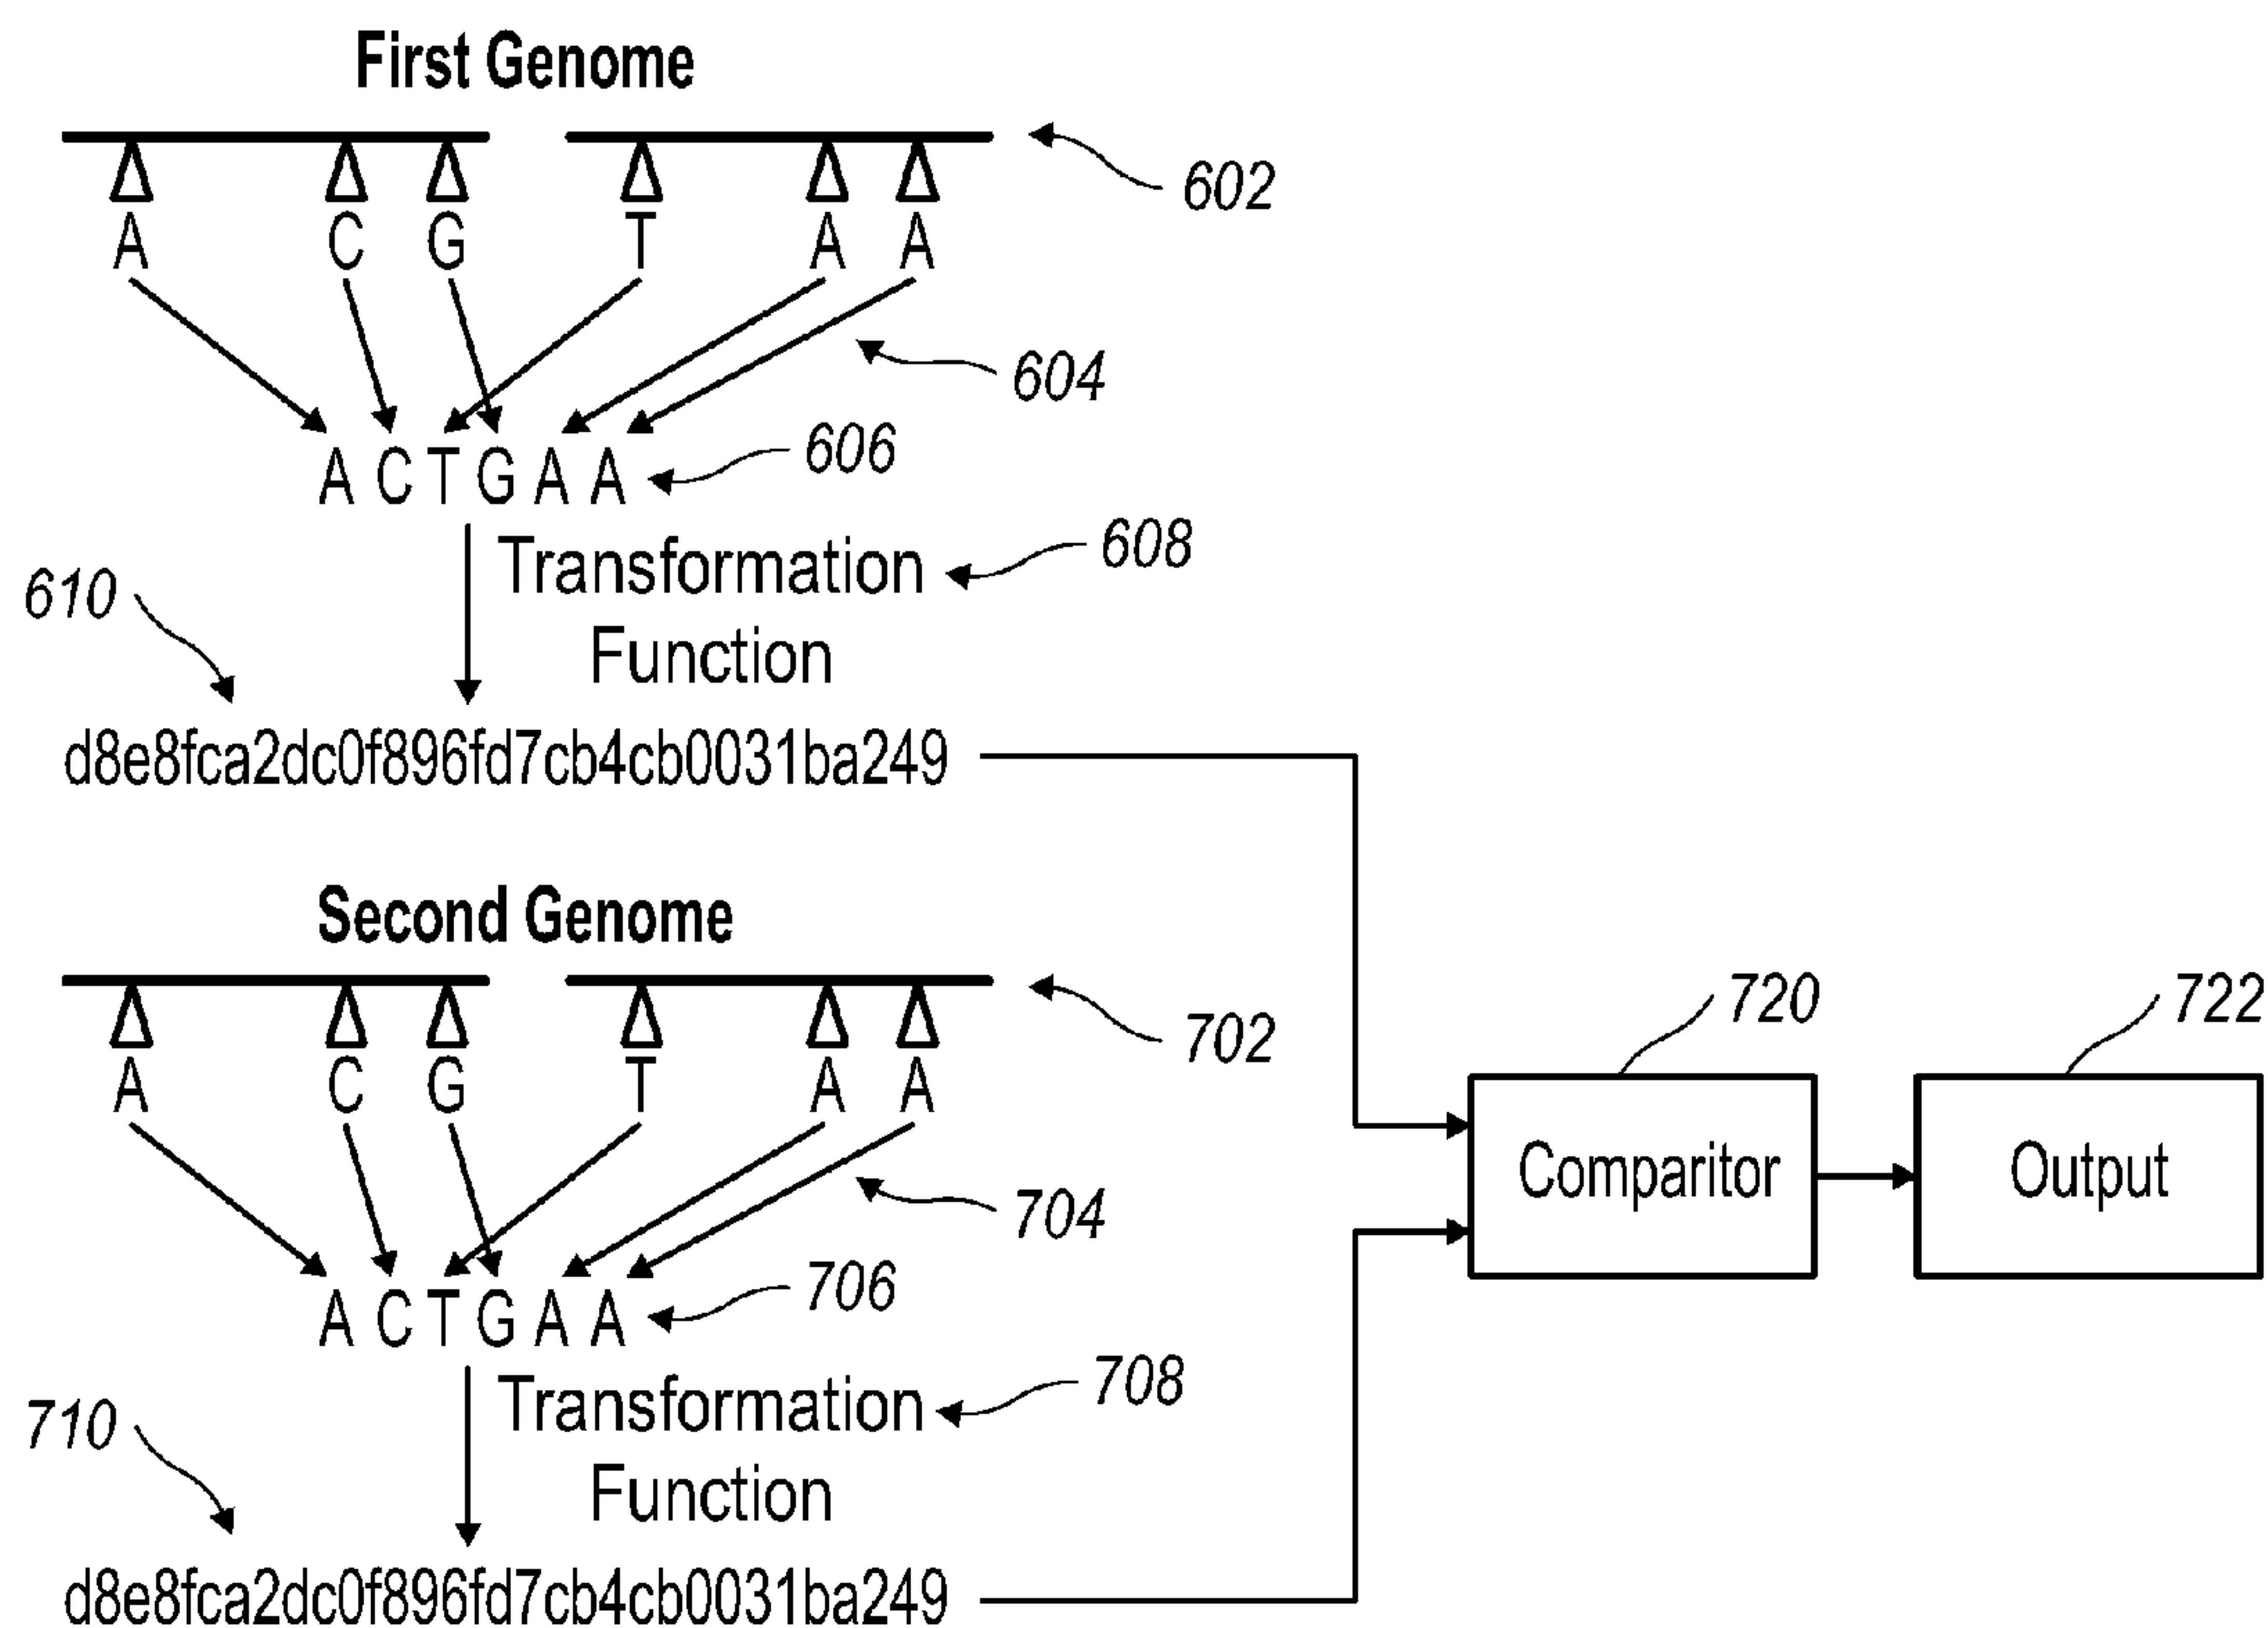 First Genome
602
A C G T A A
604
A C T G A A
606
Transformation
Function
608
610
d8e8fca2dc0f896fd7cb4cb0031ba249
Second Genome
702
A C G T A A
704
A C T G A A
706
Transformation
Function
708
710
d8e8fca2dc0f896fd7cb4cb0031ba249
720
Comparitor
722
Output